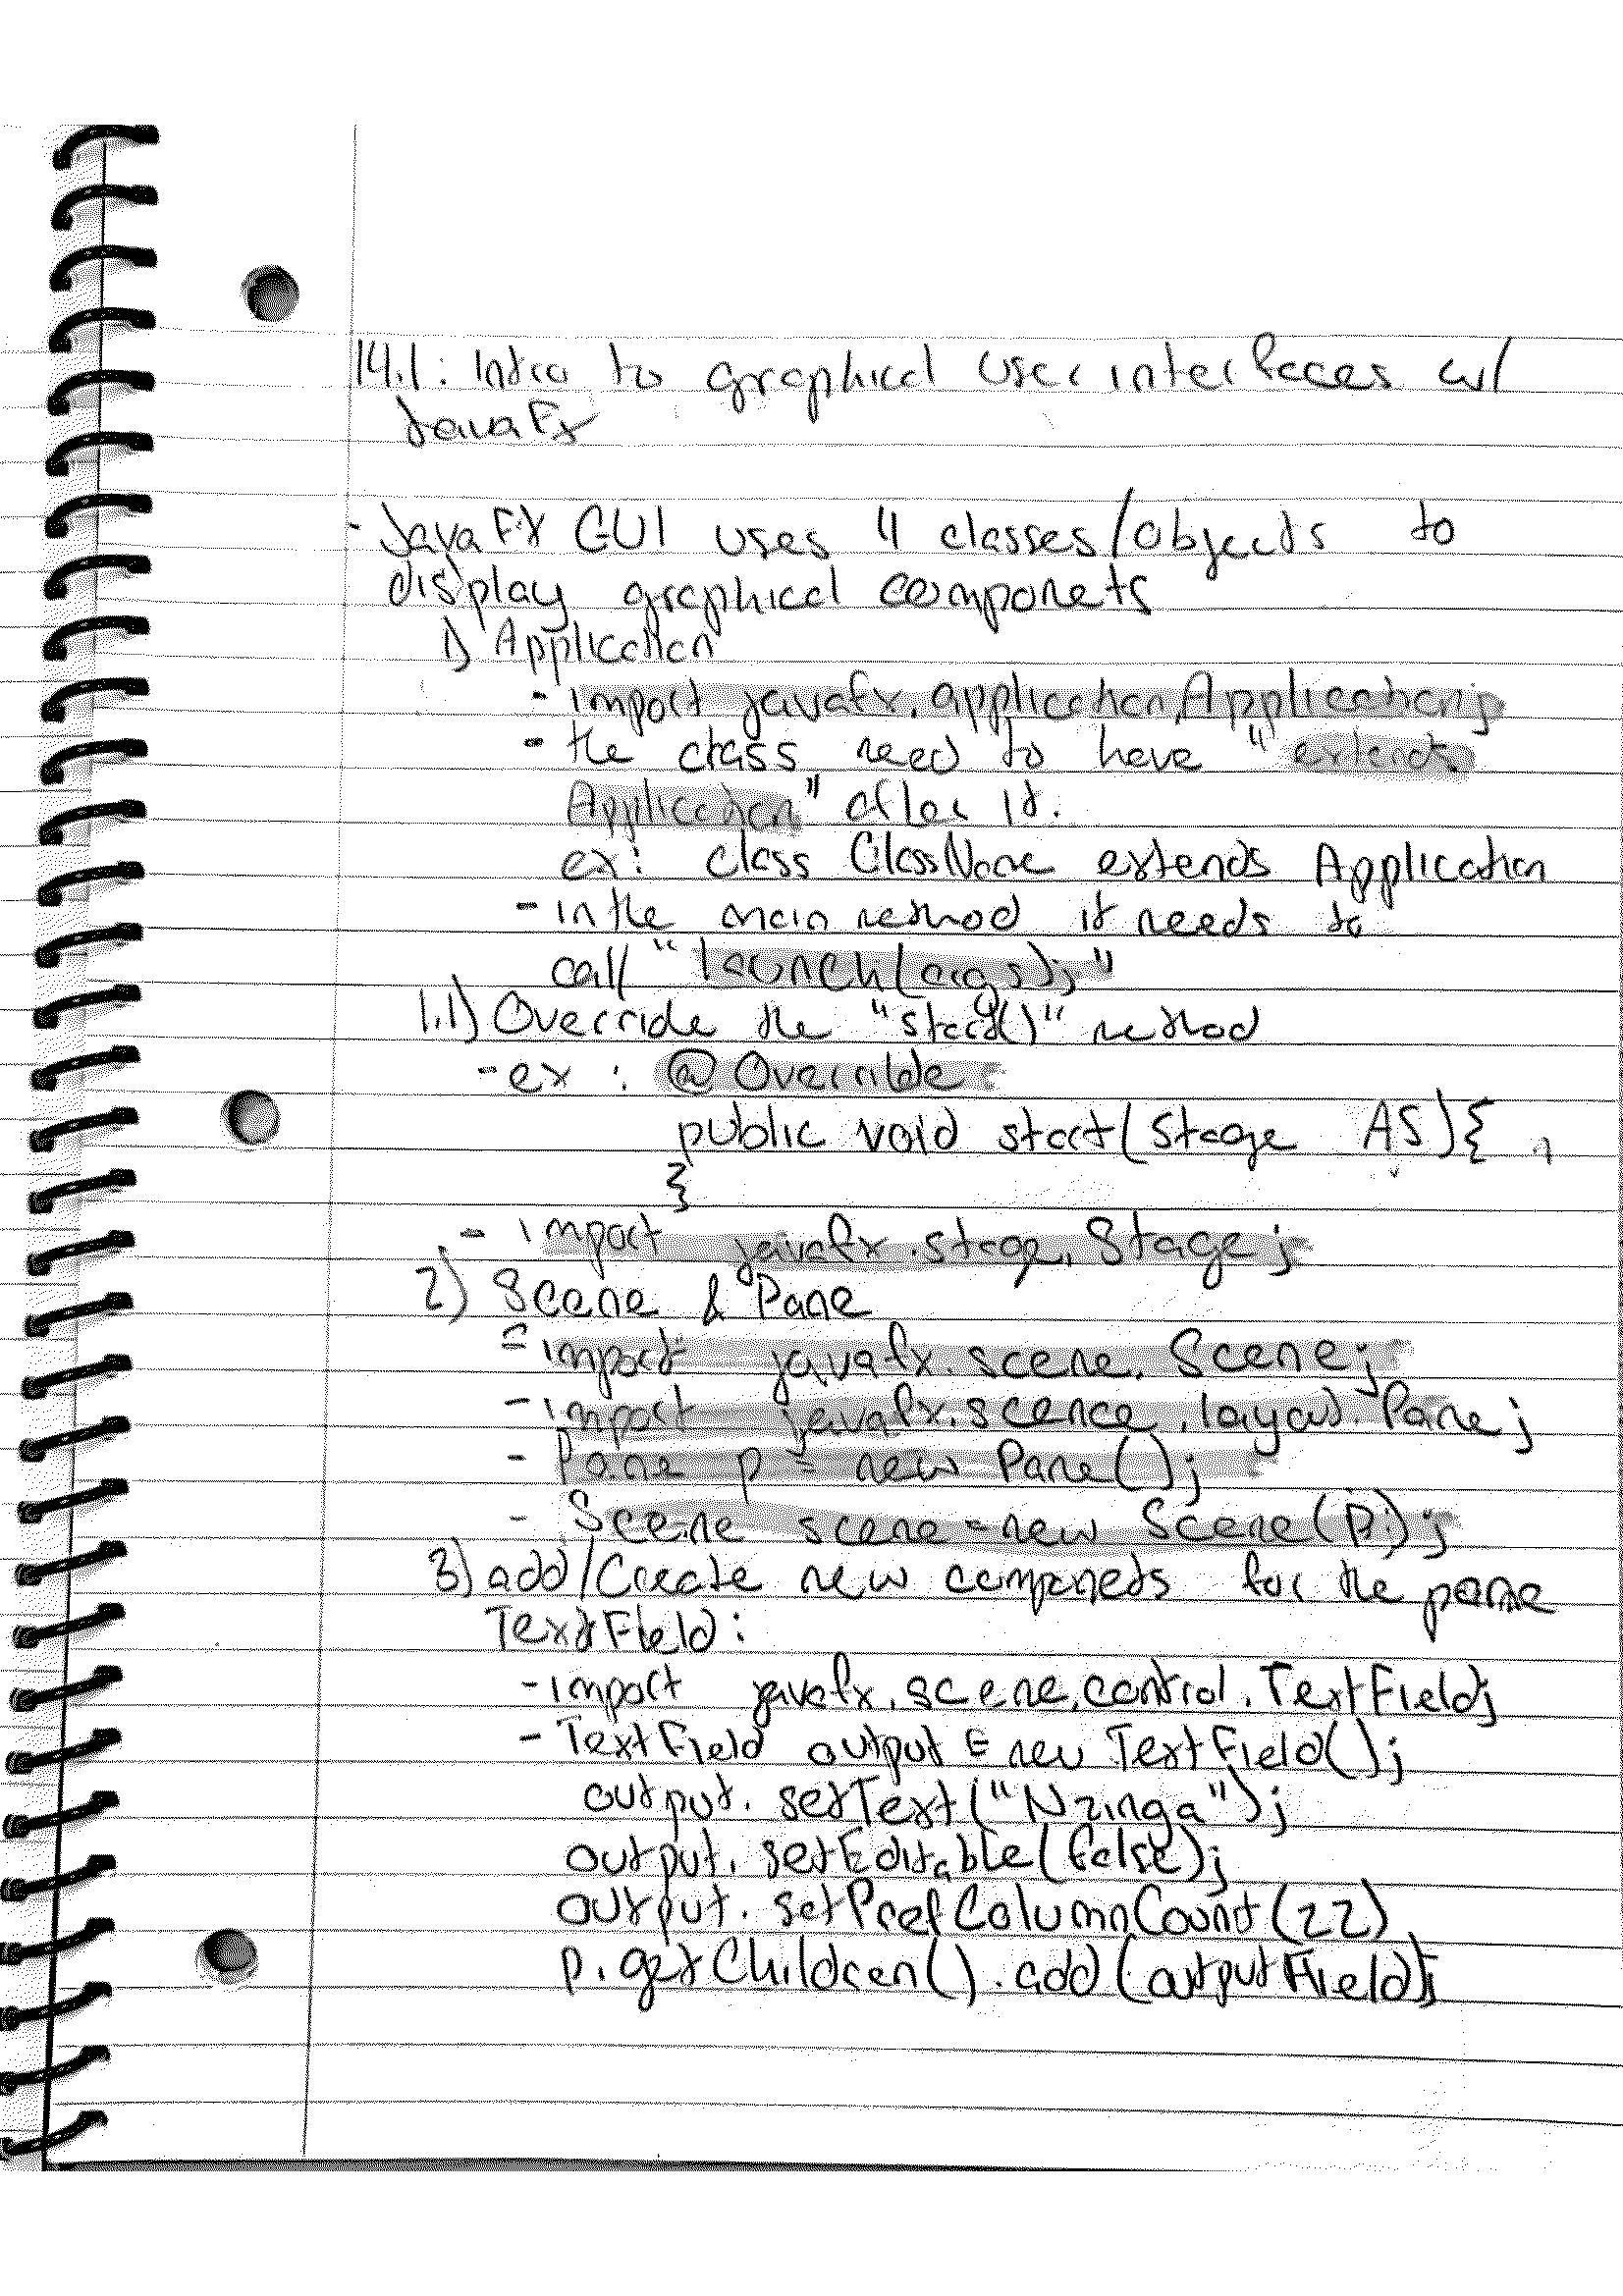 14.1: Intro to graphical user interfaces w/
JavaFx
- JavaFX GUI uses 4 classes/objects to
display graphical componets
1) Application
- import javafx.application.Application;
- the class need to have "extends
Application" after it.
ex: class ClassName extends Application
- in the main method it needs to
call "launch(args);"
1.1) Override the "start()" method
- ex : @Override
public void start(Stage AS){
}
- import javafx.stage.Stage;
2) Scene & Pane
- import javafx.scene.Scene;
- import javafx.scence.layout.Pane;
- Pane p = new Pane();
- Scene scene = new Scene(p);
3) add/Create new componets for the pane
TextField:
- import javafx.scene.control.TextField;
- TextField output = new TextField();
output.setText("Nzinga");
output.setEditable(false);
output.setPrefColumnCount(22)
p.getChildren().add(outputField);